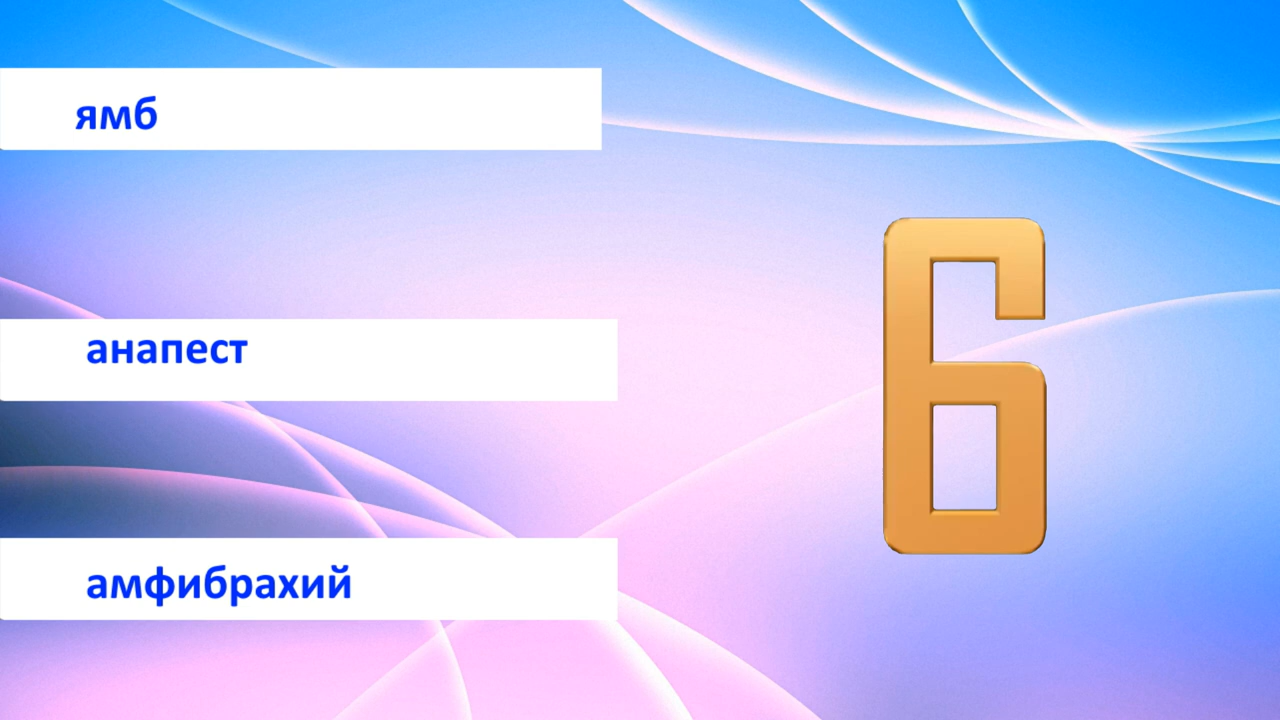 ямб
анапест
амфибрахий
6